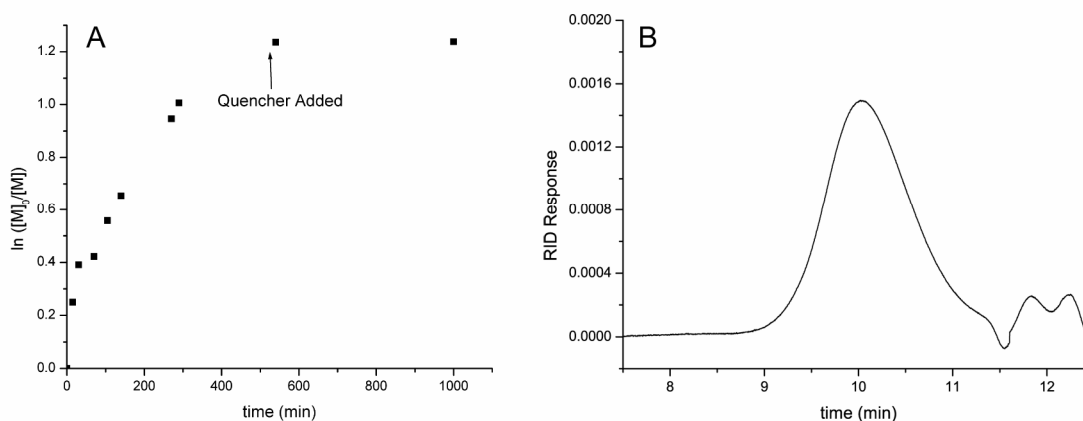 A
1.2
1.0
0.8
0.6
0.4
0.2
0.0
ln ([M]₀/[M])
Quencher Added
0 200 400 600 800 1000
time (min)
B
0.0020
0.0016
0.0012
0.0008
0.0004
0.0000
RID Response
8 9 10 11 12
time (min)